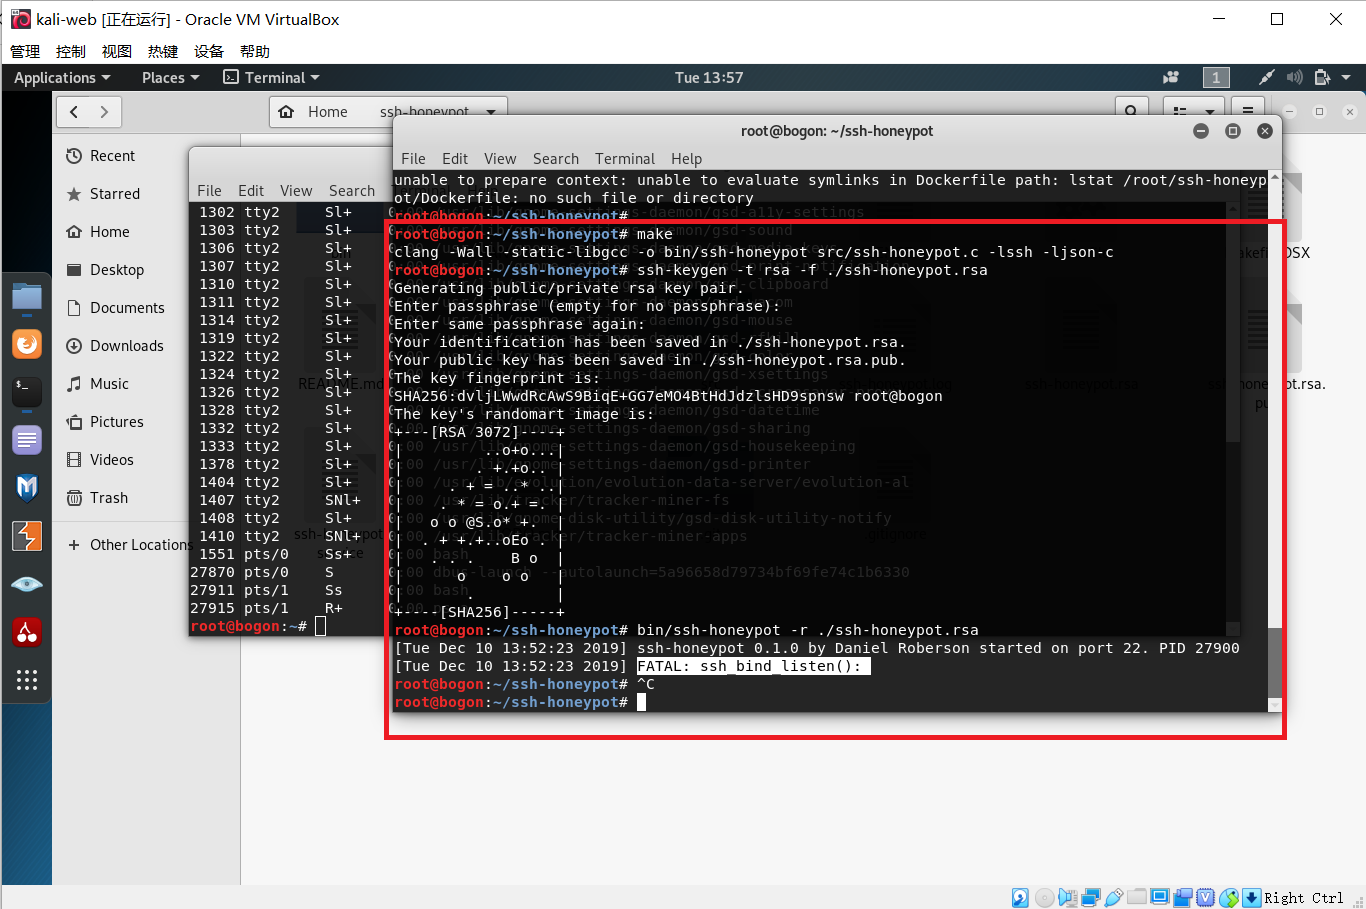 kali-web [正在运行] - Oracle VM VirtualBox
管理 控制 视图 热键 设备 帮助
Applications Places Terminal Tue 13:57 1
Home ssh-honeypot
root@bogon: ~/ssh-honeypot
File Edit View Search Terminal Help
Recent
Starred
Home
Desktop
Documents
Downloads
Music
Pictures
Videos
Trash
+ Other Locations
File Edit View Search
1302 tty2 Sl+
1303 tty2 Sl+
1306 tty2 Sl+
1307 tty2 Sl+
1310 tty2 Sl+
1311 tty2 Sl+
1314 tty2 Sl+
1319 tty2 Sl+
1322 tty2 Sl+
1324 tty2 Sl+
1326 tty2 Sl+
1328 tty2 Sl+
1332 tty2 Sl+
1333 tty2 Sl+
1378 tty2 Sl+
1404 tty2 Sl+
1407 tty2 SNl+
1408 tty2 Sl+
1410 tty2 SNl+
1551 pts/0 Ss+
27870 pts/0 S
27911 pts/1 Ss
27915 pts/1 R+
root@bogon:~#
unable to prepare context: unable to evaluate symlinks in Dockerfile path: lstat /root/ssh-honeyp
ot/Dockerfile: no such file or directory
root@bogon:~/ssh-honeypot#
root@bogon:~/ssh-honeypot# make
clang -Wall -static-libgcc -o bin/ssh-honeypot src/ssh-honeypot.c -lssh -ljson-c
root@bogon:~/ssh-honeypot# ssh-keygen -t rsa -f ./ssh-honeypot.rsa
Generating public/private rsa key pair.
Enter passphrase (empty for no passphrase):
Enter same passphrase again:
Your identification has been saved in ./ssh-honeypot.rsa.
Your public key has been saved in ./ssh-honeypot.rsa.pub.
The key fingerprint is:
SHA256:dvljLWwdRcAwS9BiqE+GG7eMO4BtHdJdzlsHD9spnsw root@bogon
The key's randomart image is:
+---[RSA 3072]----+
|            ..o+o...|
|        . +.+o.. |
|     . + = ..* ..|
|    . * = o.+ =. |
|   o o @S.o* +.  |
|  . + +.+..oEo . |
|   . . .    B o  |
|      o    o o   |
|       .         |
+----[SHA256]-----+
root@bogon:~/ssh-honeypot# bin/ssh-honeypot -r ./ssh-honeypot.rsa
[Tue Dec 10 13:52:23 2019] ssh-honeypot 0.1.0 by Daniel Roberson started on port 22. PID 27900
[Tue Dec 10 13:52:23 2019] FATAL: ssh_bind_listen():
root@bogon:~/ssh-honeypot# ^C
root@bogon:~/ssh-honeypot#
Right Ctrl